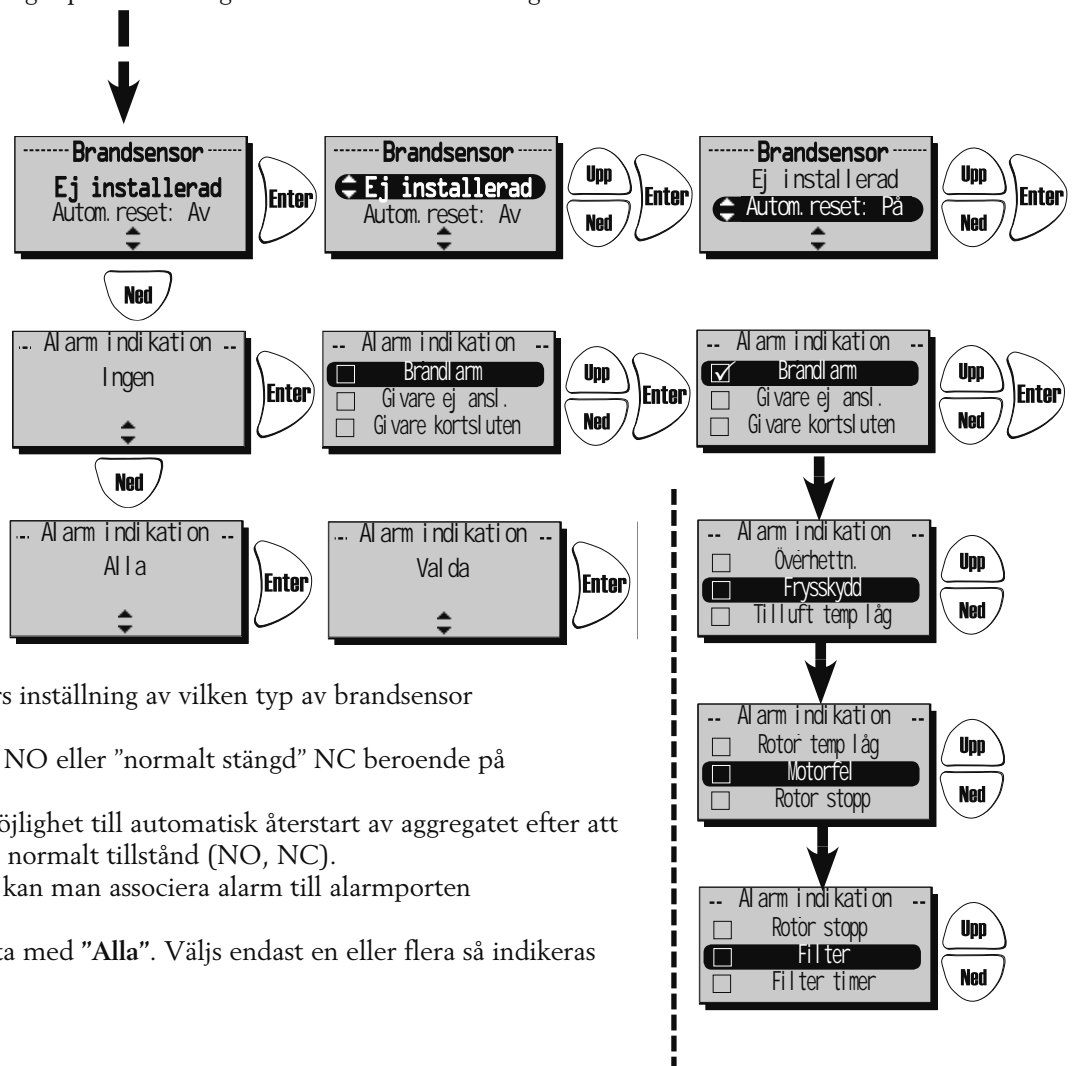 -------- Brandsensor ------
-------- Brandsensor ------
-------- Brandsensor ------
Ej installerad
Autom. reset: Av
Enter
Ej installerad
Autom. reset: Av
Upp
Ned
Enter
Ej installerad
Autom. reset: På
Upp
Ned
Enter
Ned
-- Alarm indikation --
Ingen
Enter
-- Alarm indikation --
Brandlarm
Givare ej ansl.
Givare kortsluten
Upp
Ned
Enter
-- Alarm indikation --
Brandlarm
Givare ej ansl.
Givare kortsluten
Upp
Ned
Enter
Ned
-- Alarm indikation --
Alla
Enter
-- Alarm indikation --
Valda
Enter
-- Alarm indikation --
Överhettn.
Frysskydd
Tilluft temp låg
Upp
Ned
-- Alarm indikation --
Rotor temp låg
Motorfel
Rotor stopp
Upp
Ned
-- Alarm indikation --
Rotor stopp
Filter
Filter timer
Upp
Ned
rs inställning av vilken typ av brandsensor
NO eller ”normalt stängd” NC beroende på
öjlighet till automatisk återstart av aggregatet efter att
normalt tillstånd (NO, NC).
kan man associera alarm till alarmporten
ta med ”Alla”. Väljs endast en eller flera så indikeras